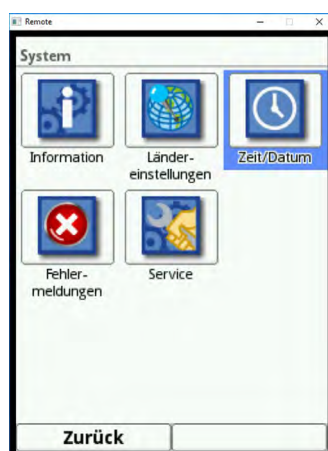 Remote
System
Information
Länder-
einstellungen
Zeit/Datum
Fehler-
meldungen
Service
Zurück